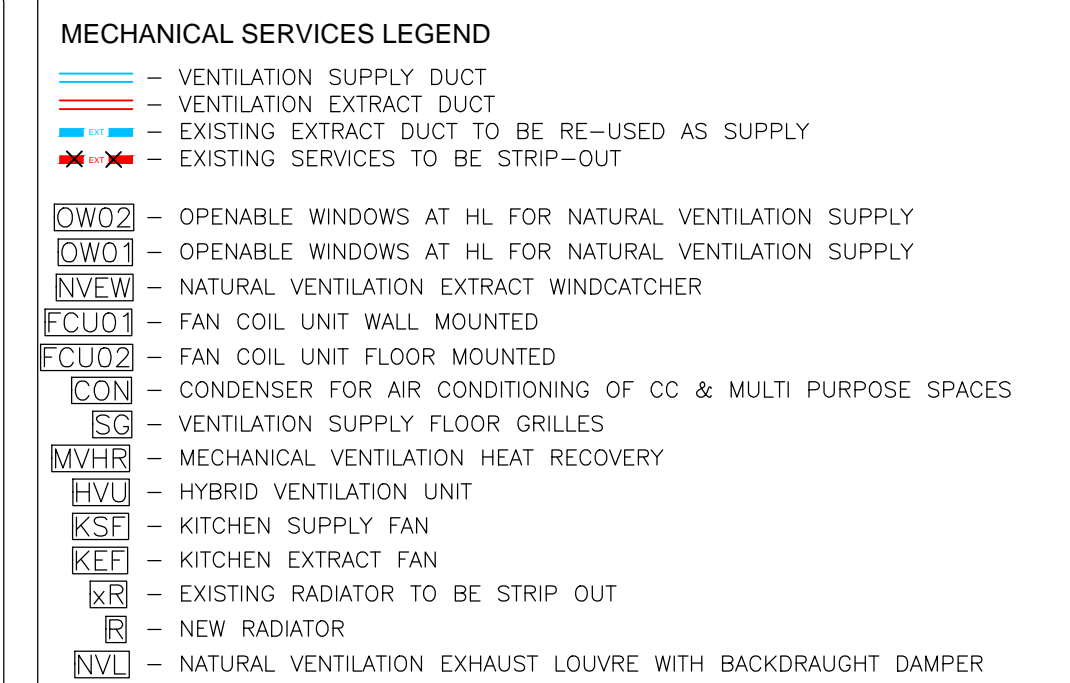 MECHANICAL SERVICES LEGEND
— VENTILATION SUPPLY DUCT
— VENTILATION EXTRACT DUCT
EXT — EXISTING EXTRACT DUCT TO BE RE-USED AS SUPPLY
EXT — EXISTING SERVICES TO BE STRIP-OUT
OW02 — OPENABLE WINDOWS AT HL FOR NATURAL VENTILATION SUPPLY
OW01 — OPENABLE WINDOWS AT HL FOR NATURAL VENTILATION SUPPLY
NVEW — NATURAL VENTILATION EXTRACT WINDCATCHER
FCU01 — FAN COIL UNIT WALL MOUNTED
FCU02 — FAN COIL UNIT FLOOR MOUNTED
CON — CONDENSER FOR AIR CONDITIONING OF CC & MULTI PURPOSE SPACES
SG — VENTILATION SUPPLY FLOOR GRILLES
MVHR — MECHANICAL VENTILATION HEAT RECOVERY
HVU — HYBRID VENTILATION UNIT
KSF — KITCHEN SUPPLY FAN
KEF — KITCHEN EXTRACT FAN
xR — EXISTING RADIATOR TO BE STRIP OUT
R — NEW RADIATOR
NVL — NATURAL VENTILATION EXHAUST LOUVRE WITH BACKDRAUGHT DAMPER